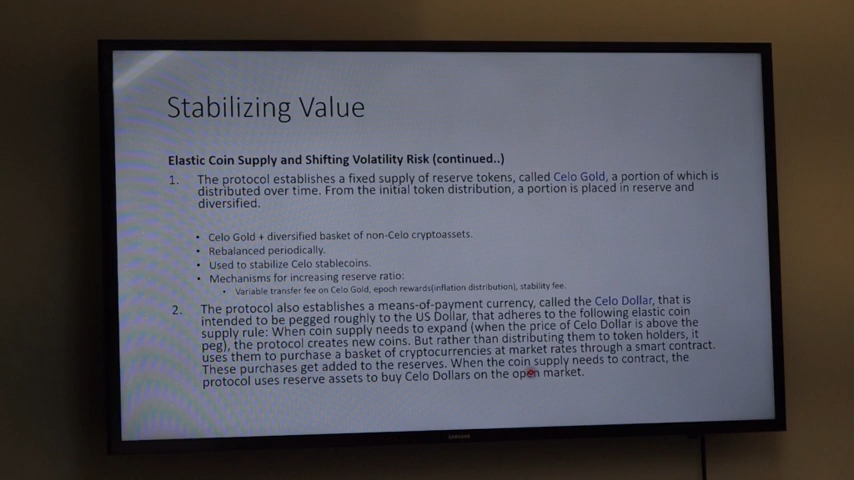 Stabilizing Value
Elastic Coin Supply and Shifting Volatility Risk (continued..)
1. The protocol establishes a fixed supply of reserve tokens, called Celo Gold, a portion of which is
distributed over time. From the initial token distribution, a portion is placed in reserve and
diversified.
• Celo Gold + diversified basket of non-Celo cryptoassets.
• Rebalanced periodically.
• Used to stabilize Celo stablecoins.
• Mechanisms for increasing reserve ratio:
• Variable transfer fee on Celo Gold, epoch rewards(inflation distribution), stability fee.
2. The protocol also establishes a means-of-payment currency, called the Celo Dollar, that is
intended to be pegged roughly to the US Dollar, that adheres to the following elastic coin
supply rule: When coin supply needs to expand (when the price of Celo Dollar is above the
peg), the protocol creates new coins. But rather than distributing them to token holders, it
uses them to purchase a basket of cryptocurrencies at market rates through a smart contract.
These purchases get added to the reserves. When the coin supply needs to contract, the
protocol uses reserve assets to buy Celo Dollars on the open market.
SAMSUNG